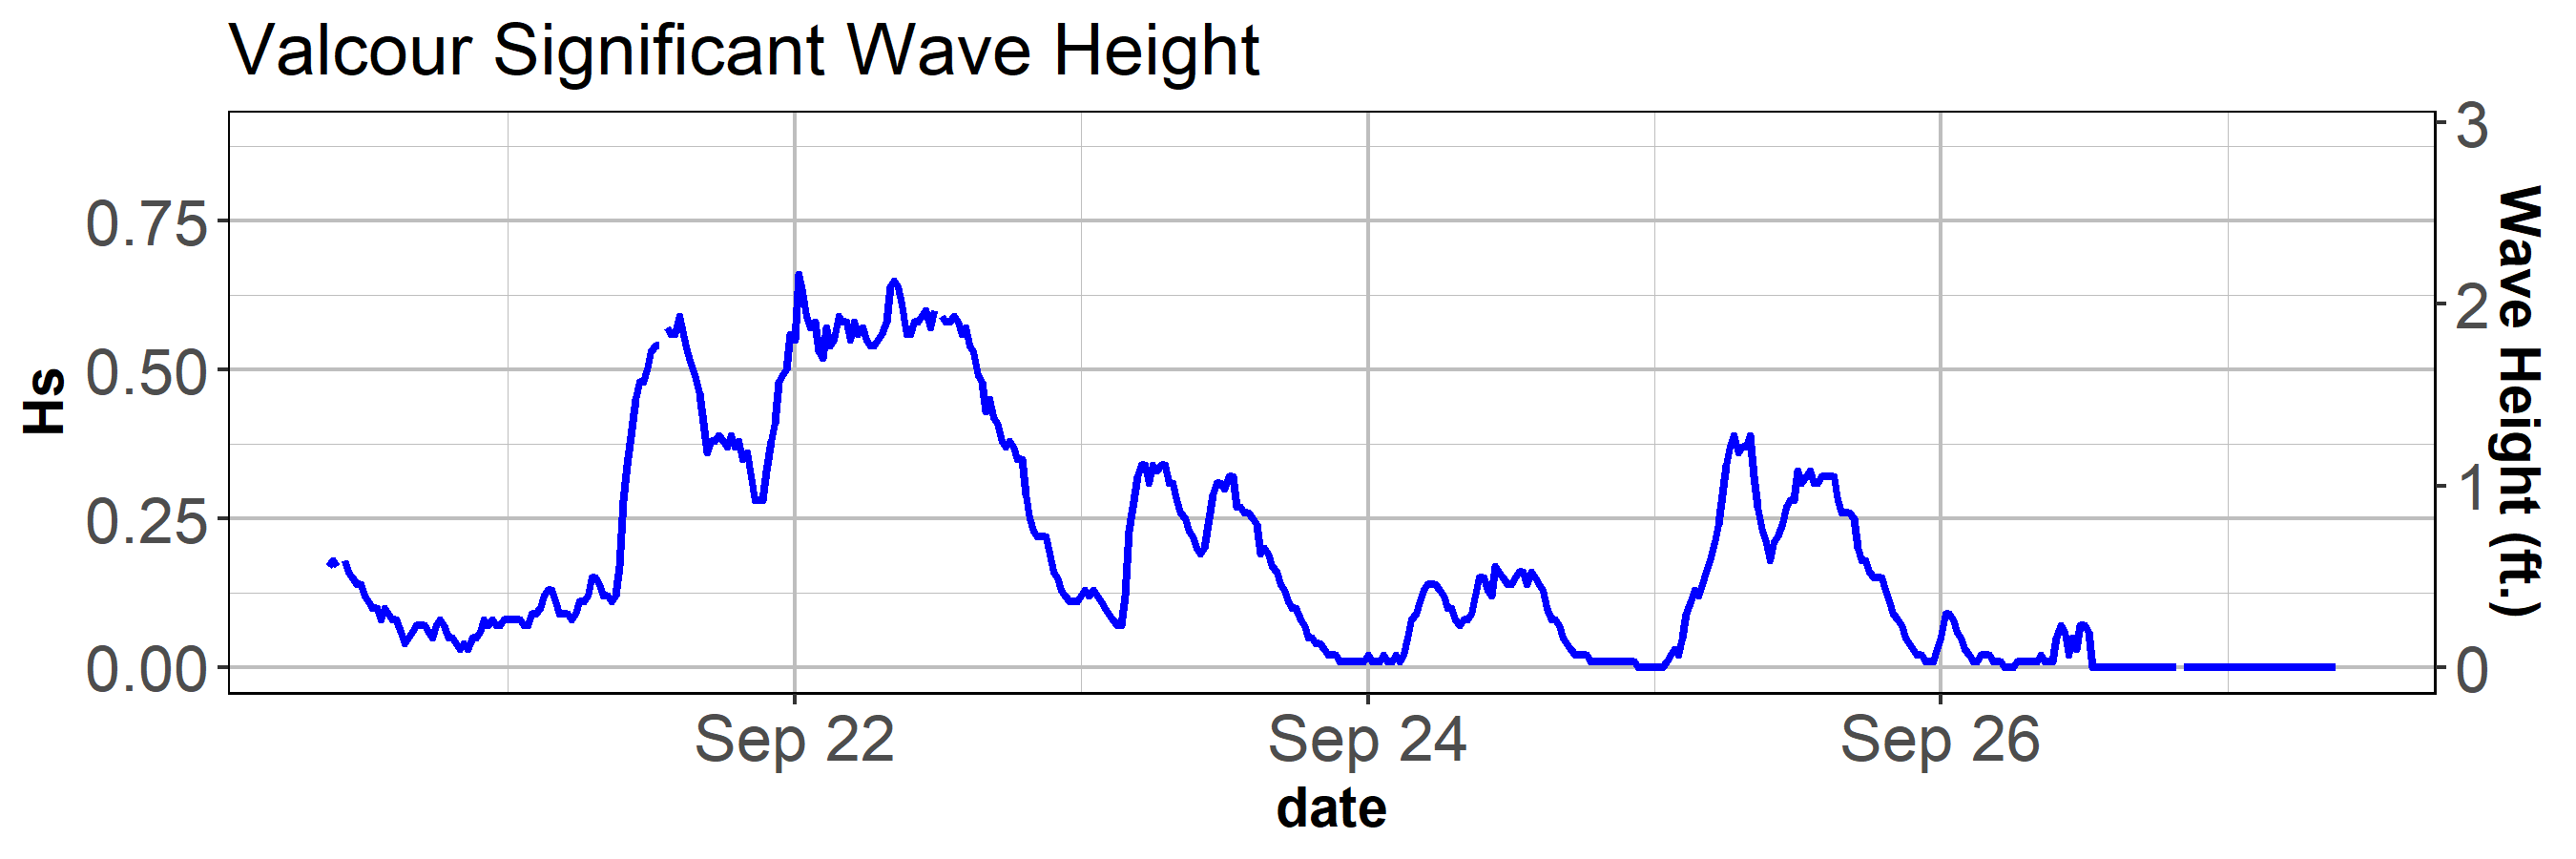 Valcour Significant Wave Height
Hs
0.75
0.50
0.25
0.00
3
2
1
0
Wave Height (ft.)
Sep 22
Sep 24
Sep 26
date